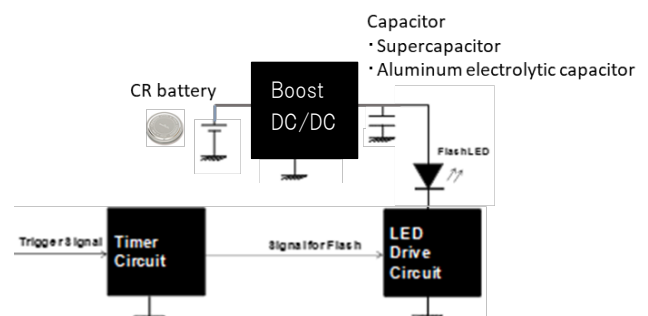 Capacitor
・Supercapacitor
・Aluminum electrolytic capacitor
CR battery
Boost
DC/DC
FlashLED
Trigger Signal
Timer
Circuit
Signal for Flash
LED
Drive
Circuit